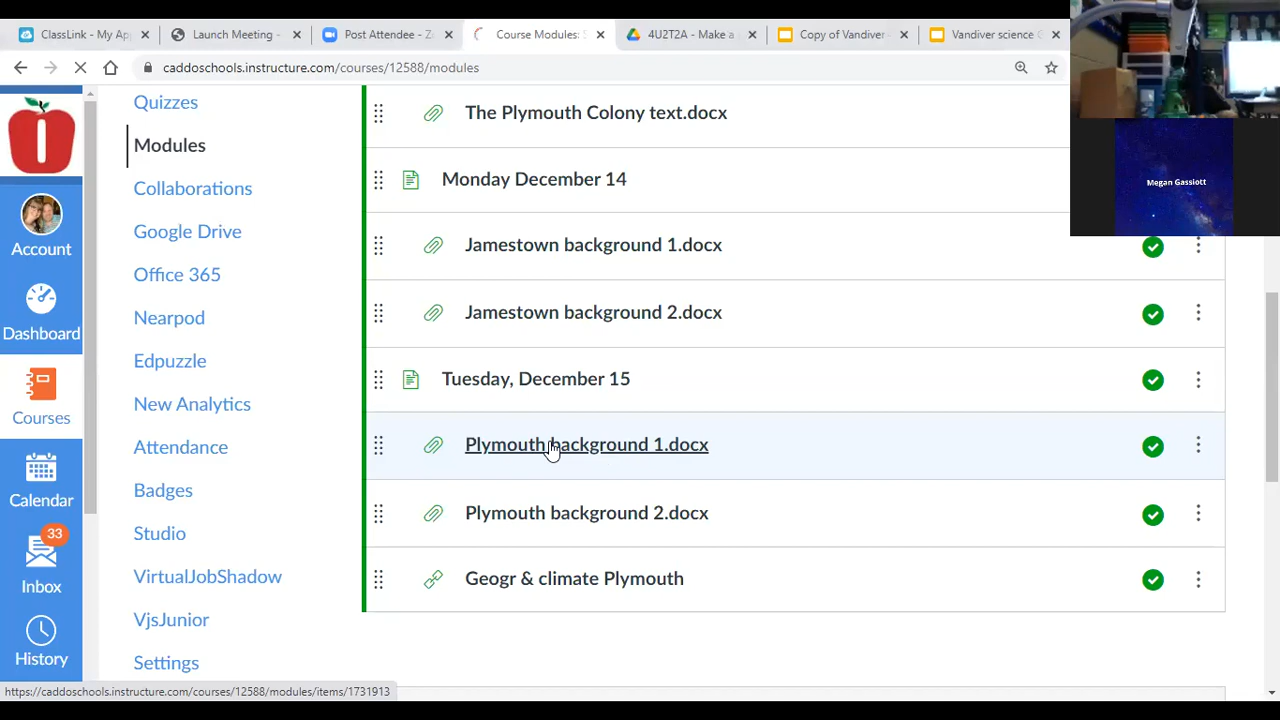 ClassLink - My Ap
Launch Meeting -
Post Attendee - Z
Course Modules: S
4U2T2A - Make a
Copy of Vandiver
Vandiver science G
caddoschools.instructure.com/courses/12588/modules
Megan Gassiott
Account
Dashboard
Courses
Calendar
33
Inbox
History
Quizzes
Modules
Collaborations
Google Drive
Office 365
Nearpod
Edpuzzle
New Analytics
Attendance
Badges
Studio
VirtualJobShadow
VjsJunior
Settings
The Plymouth Colony text.docx
Monday December 14
Jamestown background 1.docx
Jamestown background 2.docx
Tuesday, December 15
Plymouth background 1.docx
Plymouth background 2.docx
Geogr & climate Plymouth
https://caddoschools.instructure.com/courses/12588/modules/items/1731913